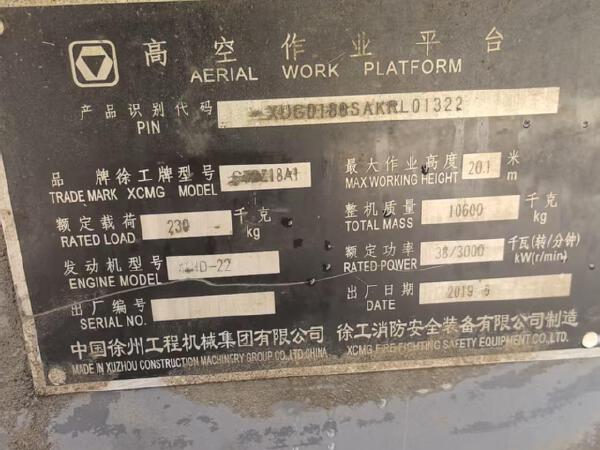 高空作业平台
AERIAL WORK PLATFORM
产品识别代码
PIN
品牌徐工牌型号
TRADE MARK XCMG MODEL
最大作业高度 20.1 米
MAX WORKING HEIGHT m
额定载荷 230 千克
RATED LOAD kg
整机质量 10600 千克
TOTAL MASS kg
发动机型号
ENGINE MODEL
额定功率 千瓦(转/分钟)
RATED POWER kW(r/min)
出厂编号
SERIAL NO.
出厂日期 2019
DATE
中国徐州工程机械集团有限公司 徐工消防安全装备有限公司制造
MADE IN XUZHOU CONSTRUCTION MACHINERY GROUP CO.,LTD.CHINA XCMG FIRE FIGHTING SAFETY EQUIPMENT CO.,LTD.